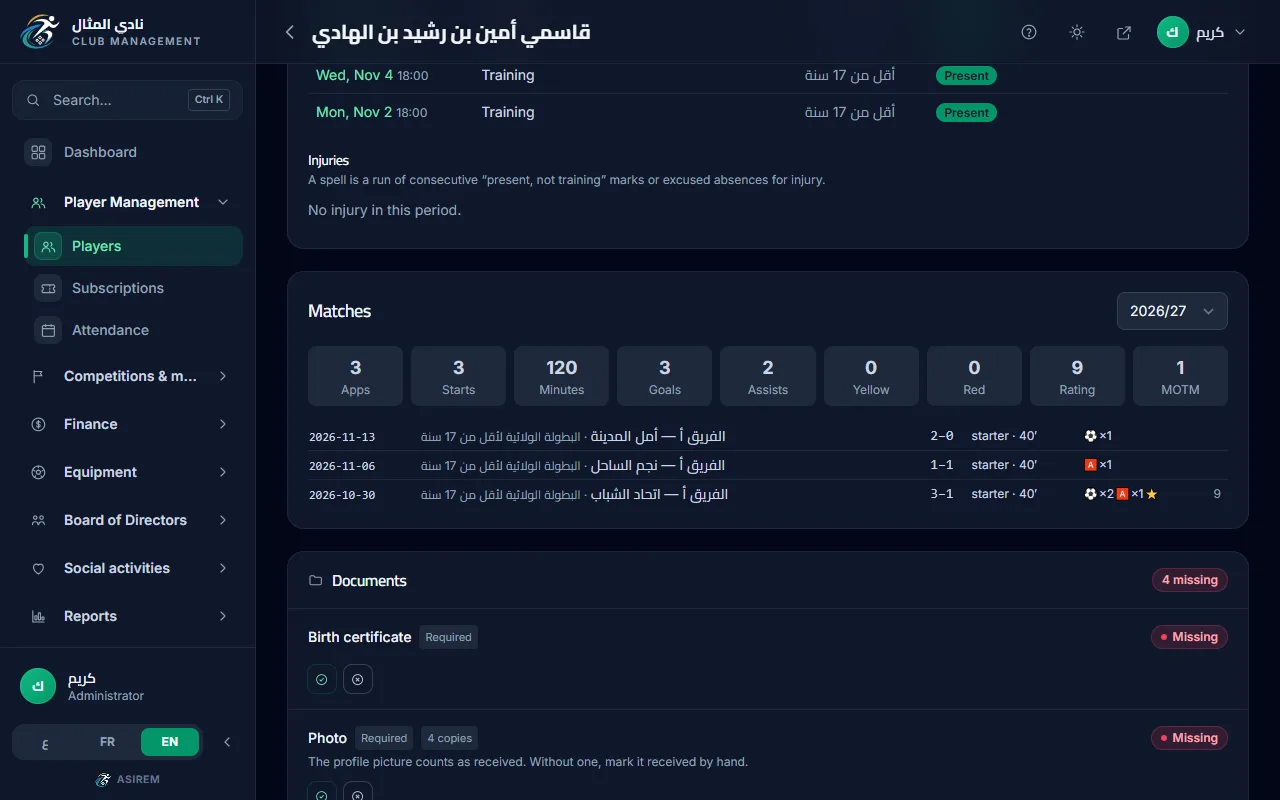 نادي المثال
CLUB MANAGEMENT
Search... Ctrl K
Dashboard
Player Management
Players
Subscriptions
Attendance
Competitions & m...
Finance
Equipment
Board of Directors
Social activities
Reports
كريم
Administrator
ع FR EN
ASIREM
قاسمي أمين بن رشيد بن الهادي
ك كريم
Wed, Nov 4 18:00 Training أقل من 17 سنة Present
Mon, Nov 2 18:00 Training أقل من 17 سنة Present
Injuries
A spell is a run of consecutive “present, not training” marks or excused absences for injury.
No injury in this period.
Matches 2026/27
3 3 120 3 2 0 0 9 1
Apps Starts Minutes Goals Assists Yellow Red Rating MOTM
2026-11-13 الفريق أ — أمل المدينة · البطولة الولائية لأقل من 17 سنة 2–0 starter · 40′ ⚽×1
2026-11-06 الفريق أ — نجم الساحل · البطولة الولائية لأقل من 17 سنة 1–1 starter · 40′ 🅰×1
2026-10-30 الفريق أ — اتحاد الشباب · البطولة الولائية لأقل من 17 سنة 3–1 starter · 40′ ⚽×2 🅰×1 ⭐ 9
Documents 4 missing
Birth certificate Required Missing
Photo Required 4 copies Missing
The profile picture counts as received. Without one, mark it received by hand.